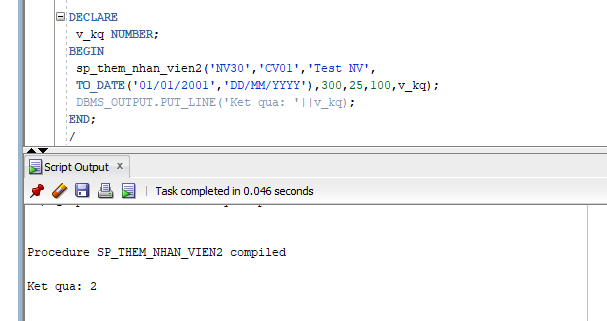 DECLARE
v_kq NUMBER;
BEGIN
sp_them_nhan_vien2('NV30','CV01','Test NV',
TO_DATE('01/01/2001','DD/MM/YYYY'),300,25,100,v_kq);
DBMS_OUTPUT.PUT_LINE('Ket qua: '||v_kq);
END;
/
Script Output x
Task completed in 0.046 seconds
Procedure SP_THEM_NHAN_VIEN2 compiled
Ket qua: 2